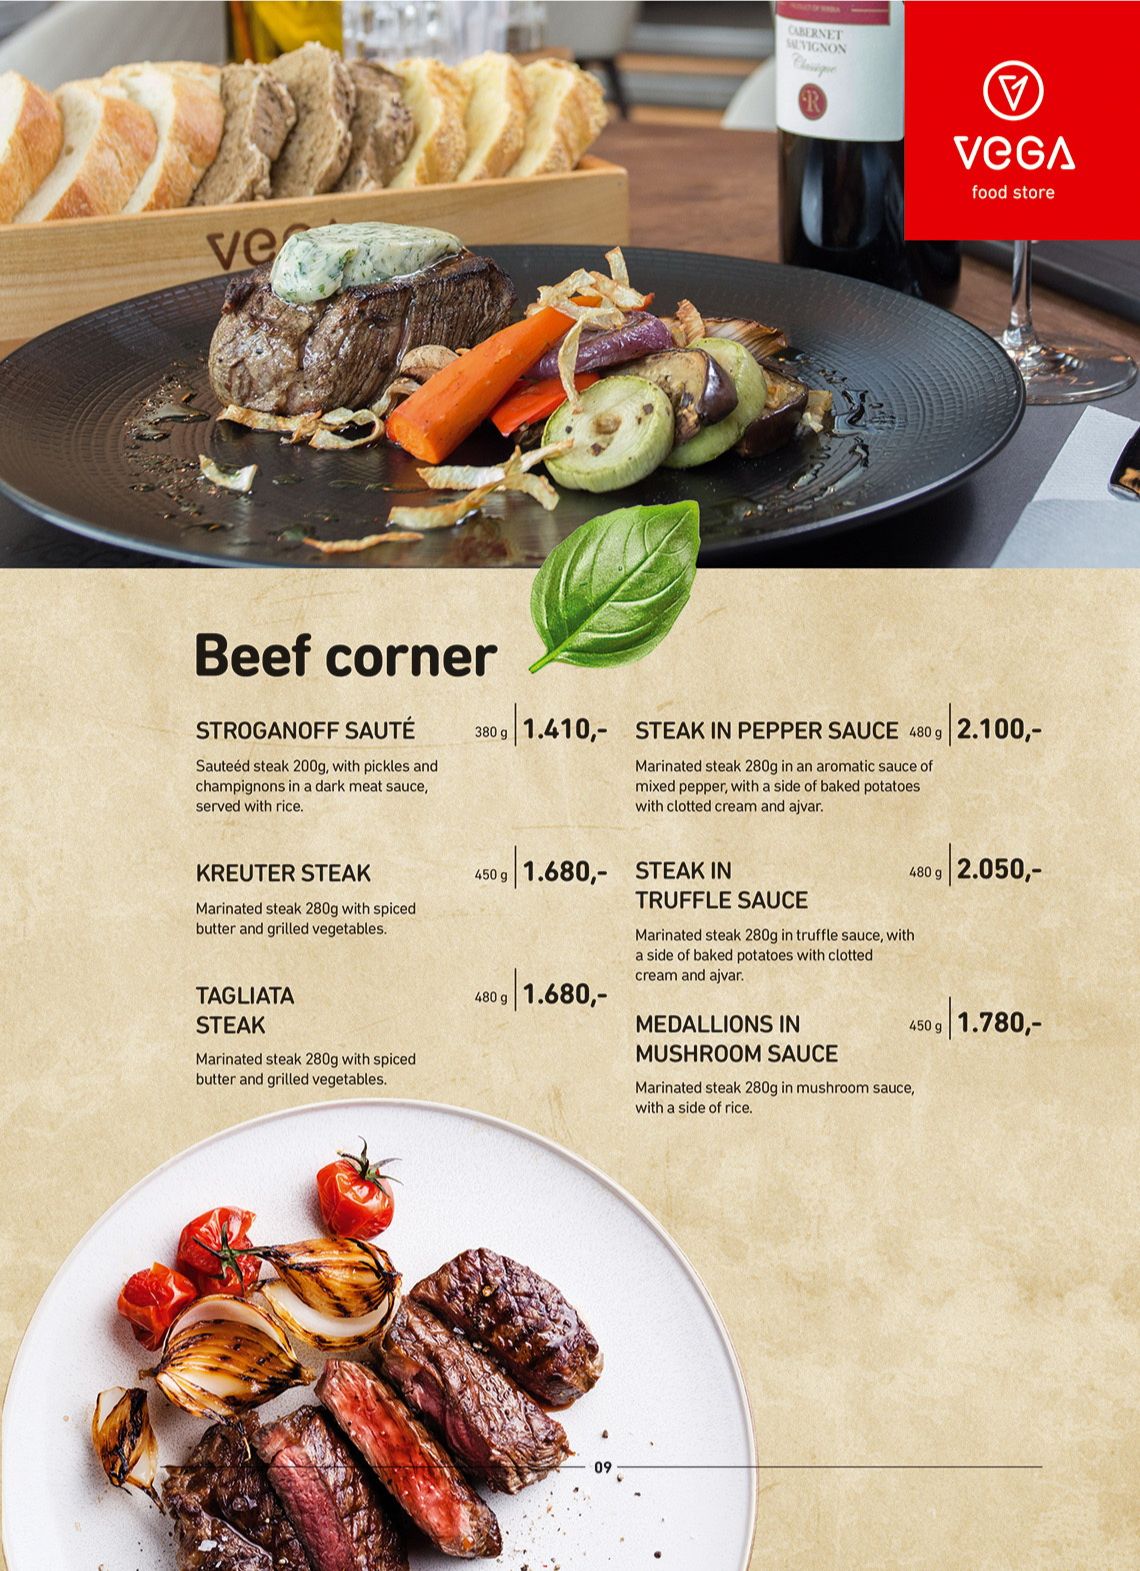 PRODUCT OF SERBIA
CABERNET
SAUVIGNON
Classique
R
VEGA
food store
veg
Beef corner
STROGANOFF SAUTÉ 380 g 1.410,-
Sauteéd steak 200g, with pickles and
champignons in a dark meat sauce,
served with rice.
KREUTER STEAK 450 g 1.680,-
Marinated steak 280g with spiced
butter and grilled vegetables.
TAGLIATA 480 g 1.680,-
STEAK
Marinated steak 280g with spiced
butter and grilled vegetables.
STEAK IN PEPPER SAUCE 480 g 2.100,-
Marinated steak 280g in an aromatic sauce of
mixed pepper, with a side of baked potatoes
with clotted cream and ajvar.
STEAK IN 480 g 2.050,-
TRUFFLE SAUCE
Marinated steak 280g in truffle sauce, with
a side of baked potatoes with clotted
cream and ajvar.
MEDALLIONS IN 450 g 1.780,-
MUSHROOM SAUCE
Marinated steak 280g in mushroom sauce,
with a side of rice.
09